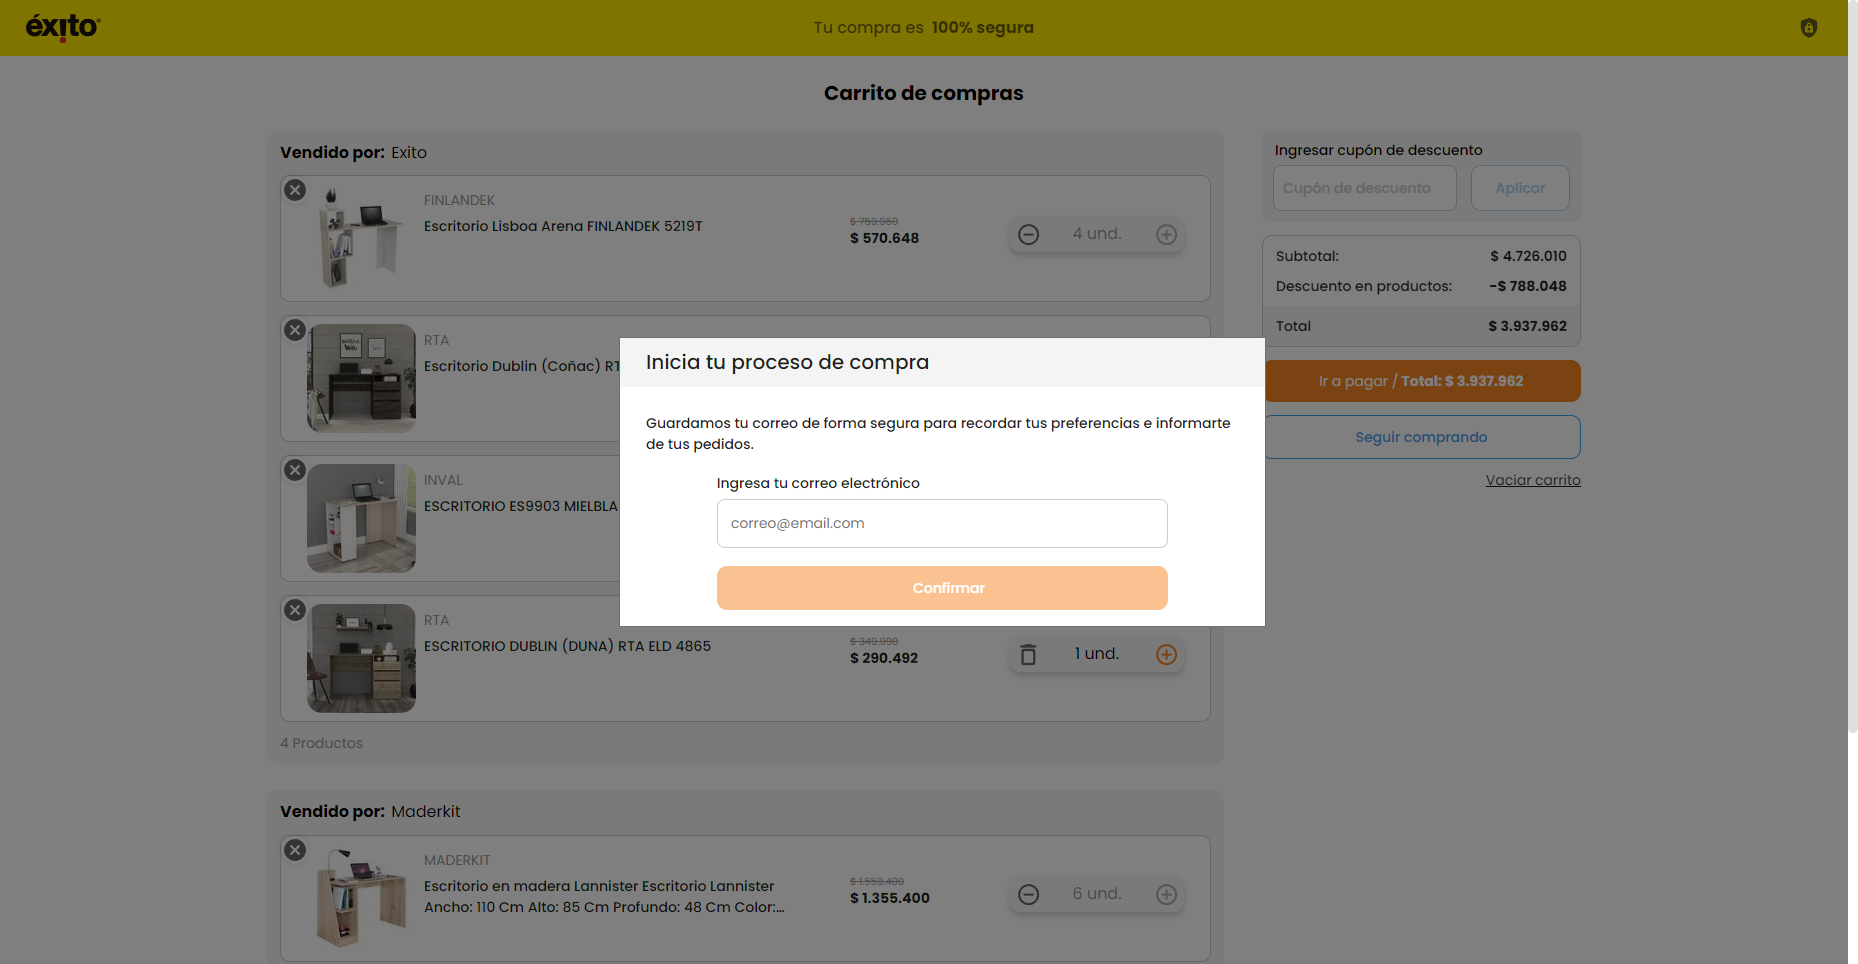 éxito
Tu compra es 100% segura
Carrito de compras
Vendido por: Exito
FINLANDEK
Escritorio Lisboa Arena FINLANDEK 5219T
$ 759.960
$ 570.648
4 und.
RTA
Escritorio Dublin (Coñac) RT
INVAL
ESCRITORIO ES9903 MIELBLA
RTA
ESCRITORIO DUBLIN (DUNA) RTA ELD 4865
$ 349.990
$ 290.492
1 und.
4 Productos
Vendido por: Maderkit
MADERKIT
Escritorio en madera Lannister Escritorio Lannister
Ancho: 110 Cm Alto: 85 Cm Profundo: 48 Cm Color:...
$ 1.559.400
$ 1.355.400
6 und.
Ingresar cupón de descuento
Cupón de descuento
Aplicar
Subtotal: $ 4.726.010
Descuento en productos: -$ 788.048
Total $ 3.937.962
Ir a pagar / Total: $ 3.937.962
Seguir comprando
Vaciar carrito
Inicia tu proceso de compra
Guardamos tu correo de forma segura para recordar tus preferencias e informarte
de tus pedidos.
Ingresa tu correo electrónico
correo@email.com
Confirmar